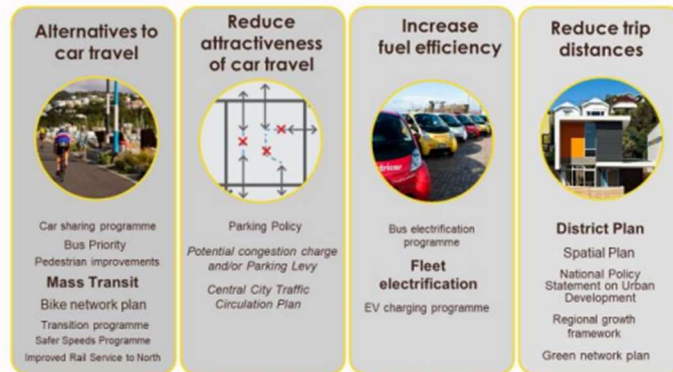 Alternatives to
car travel
Car sharing programme
Bus Priority
Pedestrian improvements
Mass Transit
Bike network plan
Transition programme
Safer Speeds Programme
Improved Rail Service to North
Reduce
attractiveness
of car travel
Parking Policy
Potential congestion charge
and/or Parking Levy
Central City Traffic
Circulation Plan
Increase
fuel efficiency
Bus electrification
programme
Fleet
electrification
EV charging programme
Reduce trip
distances
District Plan
Spatial Plan
National Policy
Statement on Urban
Development
Regional growth
framework
Green network plan